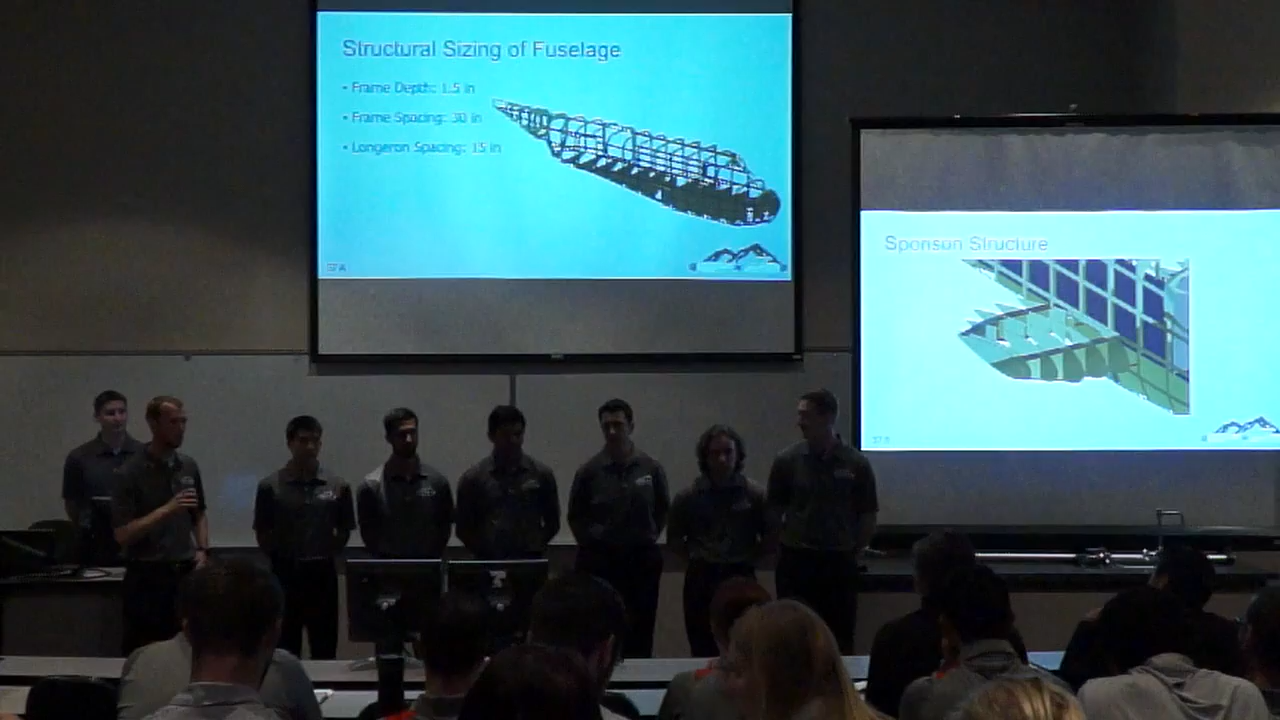 Structural Sizing of Fuselage
• Frame Depth: 1.5 in
• Frame Spacing: 30 in
• Longeron Spacing: 15 in
Sponson Structure